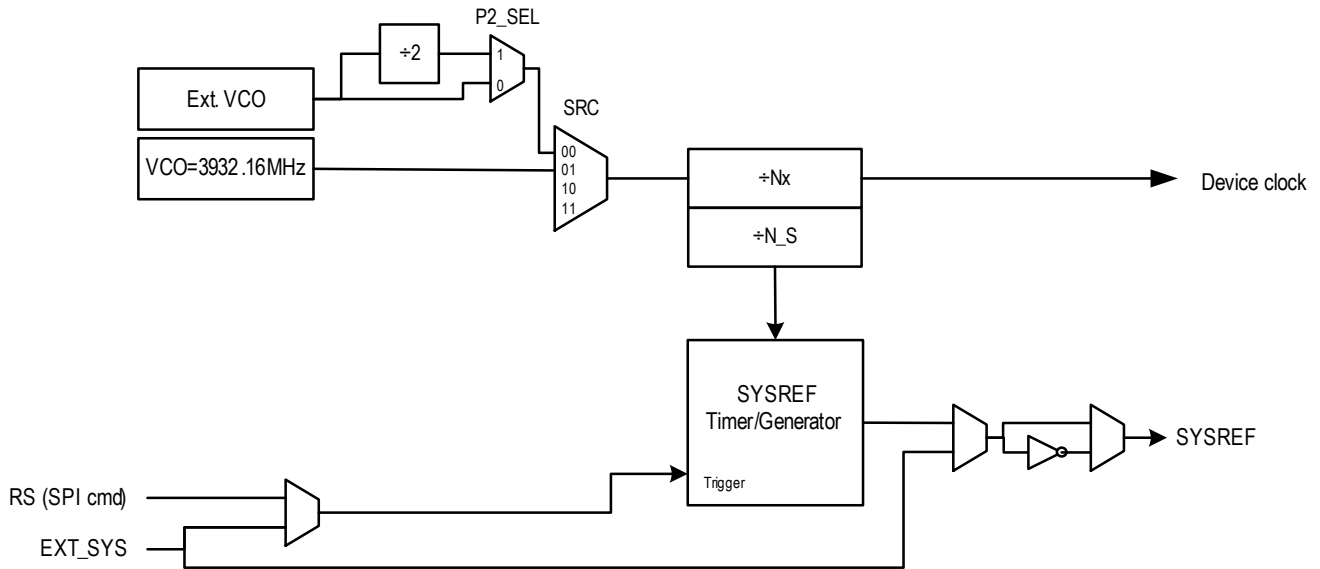 P2_SEL
÷2
1
0
Ext. VCO
SRC
VCO=3932.16MHz
00
01
10
11
÷Nx
Device clock
÷N_S
SYSREF
Timer/Generator
Trigger
SYSREF
RS (SPI cmd)
EXT_SYS